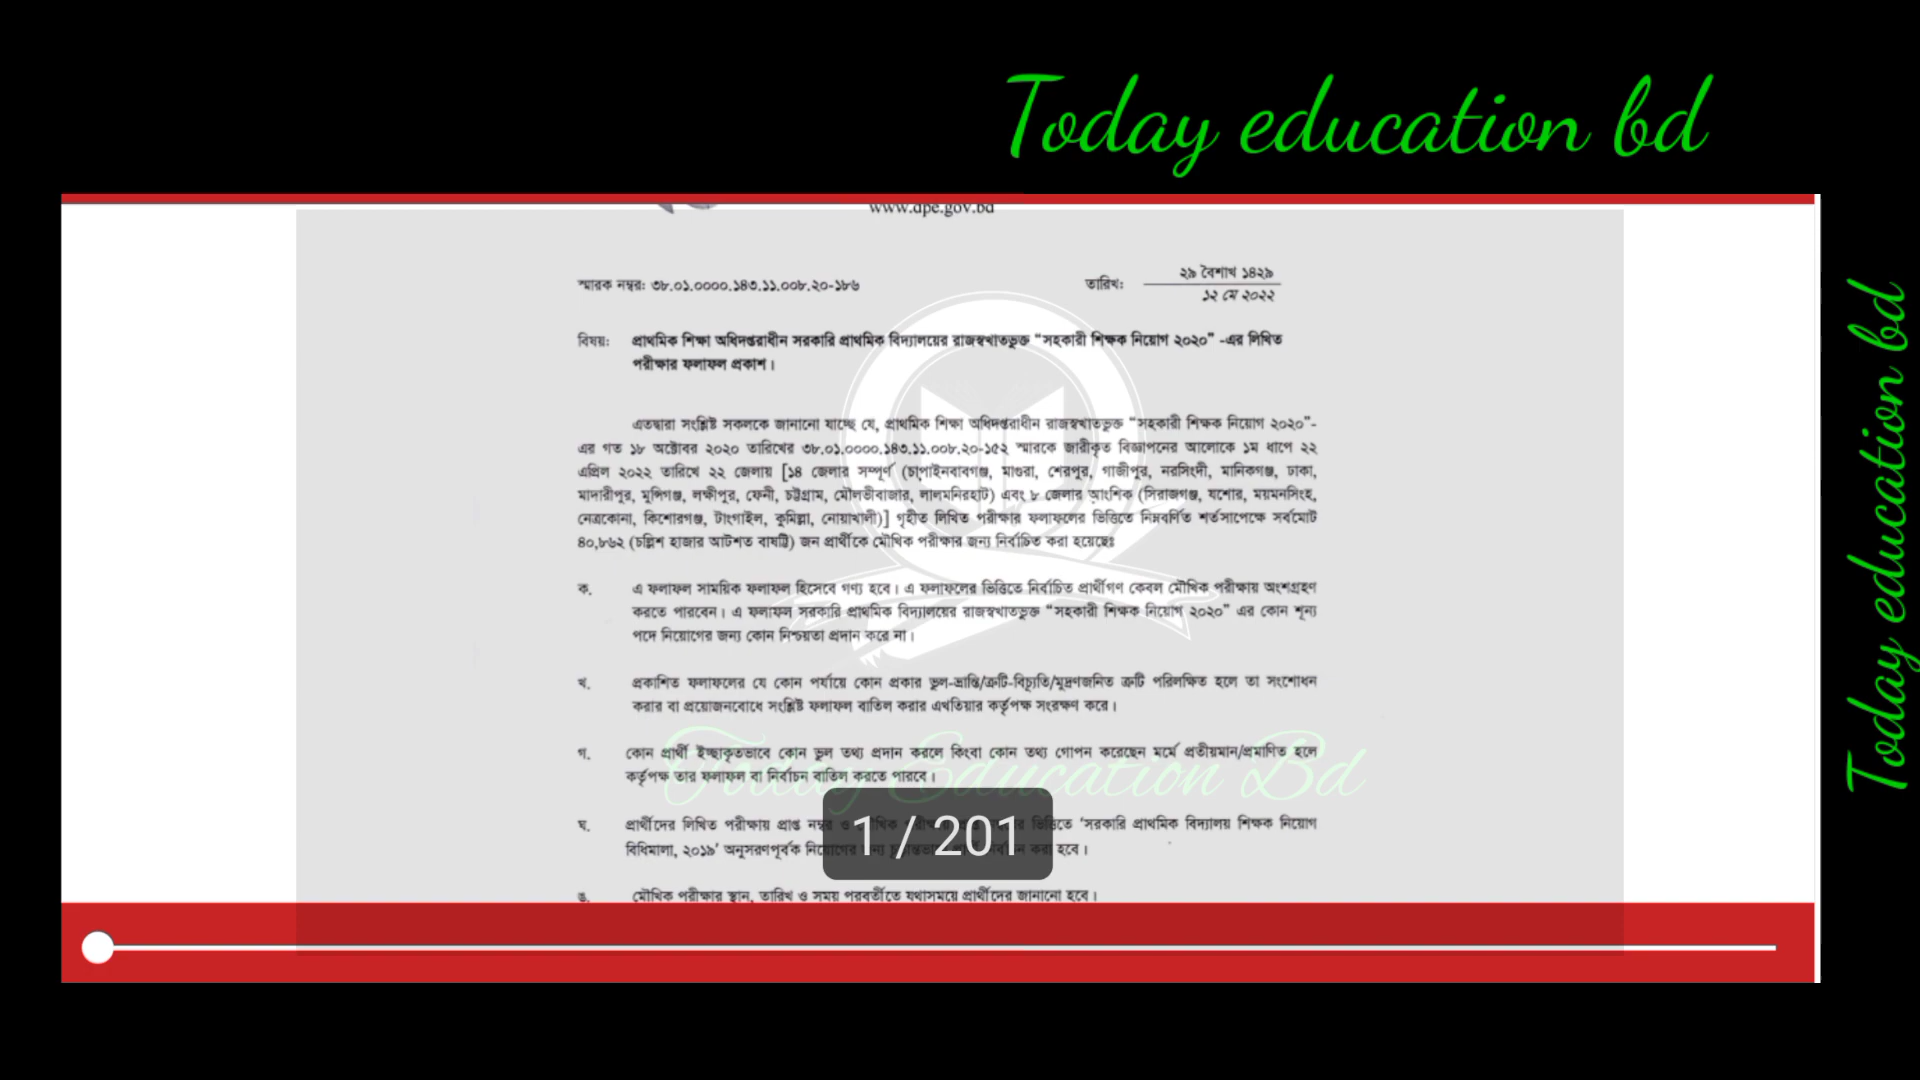 Today education bd
www.dpe.gov.bd
স্মারক নম্বর: ৩৮.০১.০০০০.১৪৩.১১.০০৮.২০-১৮৬
তারিখ:
২৯ বৈশাখ ১৪২৯
১২ মে ২০২২
বিষয়: প্রাথমিক শিক্ষা অধিদপ্তরাধীন সরকারি প্রাথমিক বিদ্যালয়ের রাজস্বখাতভুক্ত “সহকারী শিক্ষক নিয়োগ ২০২০” -এর লিখিত
পরীক্ষার ফলাফল প্রকাশ।
এতদ্বারা সংশ্লিষ্ট সকলকে জানানো যাচ্ছে যে, প্রাথমিক শিক্ষা অধিদপ্তরাধীন রাজস্বখাতভুক্ত “সহকারী শিক্ষক নিয়োগ ২০২০”-
এর গত ১৮ অক্টোবর ২০২০ তারিখের ৩৮.০১.০০০০.১৪৩.১১.০০৮.২০-১৫২ স্মারকে জারীকৃত বিজ্ঞাপনের আলোকে ১ম ধাপে ২২
এপ্রিল ২০২২ তারিখে ২২ জেলায় [১৪ জেলার সম্পূর্ণ (চাপাইনবাবগঞ্জ, মাগুরা, শেরপুর, গাজীপুর, নরসিংদী, মানিকগঞ্জ, ঢাকা,
মাদারীপুর, মুন্সিগঞ্জ, লক্ষীপুর, ফেনী, চট্টগ্রাম, মৌলভীবাজার, লালমনিরহাট) এবং ৮ জেলার আংশিক (সিরাজগঞ্জ, যশোর, ময়মনসিংহ,
নেত্রকোনা, কিশোরগঞ্জ, টাংগাইল, কুমিল্লা, নোয়াখালী)] গৃহীত লিখিত পরীক্ষার ফলাফলের ভিত্তিতে নিম্নবর্ণিত শর্তসাপেক্ষে সর্বমোট
৪০,৮৬২ (চল্লিশ হাজার আটশত বাষট্টি) জন প্রার্থীকে মৌখিক পরীক্ষার জন্য নির্বাচিত করা হয়েছেঃ
ক. এ ফলাফল সাময়িক ফলাফল হিসেবে গণ্য হবে। এ ফলাফলের ভিত্তিতে নির্বাচিত প্রার্থীগণ কেবল মৌখিক পরীক্ষায় অংশগ্রহণ
করতে পারবেন। এ ফলাফল সরকারি প্রাথমিক বিদ্যালয়ের রাজস্বখাতভুক্ত “সহকারী শিক্ষক নিয়োগ ২০২০” এর কোন শূন্য
পদে নিয়োগের জন্য কোন নিশ্চয়তা প্রদান করে না।
খ. প্রকাশিত ফলাফলের যে কোন পর্যায়ে কোন প্রকার ভুল-ভ্রান্তি/ত্রুটি-বিচ্যুতি/মুদ্রণজনিত ত্রুটি পরিলক্ষিত হলে তা সংশোধন
করার বা প্রয়োজনবোধে সংশ্লিষ্ট ফলাফল বাতিল করার এখতিয়ার কর্তৃপক্ষ সংরক্ষণ করে।
গ. কোন প্রার্থী ইচ্ছাকৃতভাবে কোন ভুল তথ্য প্রদান করলে কিংবা কোন তথ্য গোপন করেছেন মর্মে প্রতীয়মান/প্রমাণিত হলে
কর্তৃপক্ষ তার ফলাফল বা নির্বাচন বাতিল করতে পারবে।
Today Education Bd
ঘ. প্রার্থীদের লিখিত পরীক্ষায় প্রাপ্ত নম্বর ও ভিত্তিতে ‘সরকারি প্রাথমিক বিদ্যালয় শিক্ষক নিয়োগ
বিধিমালা, ২০১৯’ অনুসরণপূর্বক নিয়োগের করা হবে।
1 / 201
ঙ. মৌখিক পরীক্ষার স্থান, তারিখ ও সময় পরবর্তীতে যথাসময়ে প্রার্থীদের জানানো হবে।
Today education bd